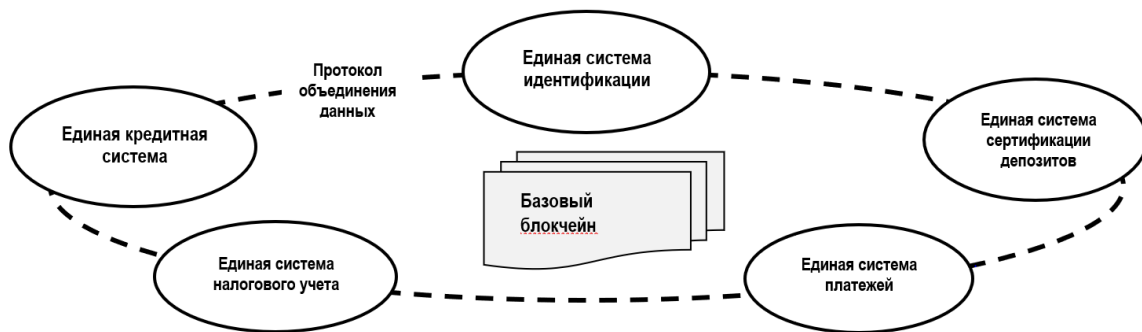 Единая система
идентификации
Протокол
объединения
данных
Единая кредитная
система
Единая система
сертификации
депозитов
Базовый
блокчейн
Единая система
налогового учета
Единая система
платежей